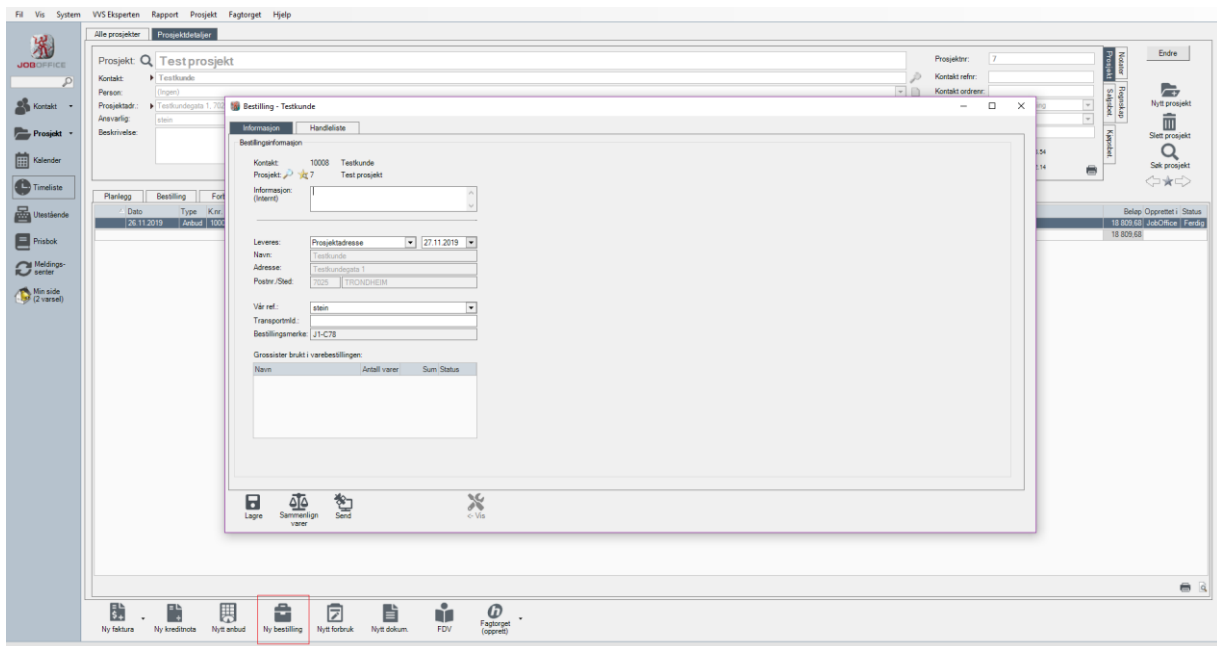 Fil Vis System VVS Eksperten Rapport Prosjekt Fagtorget Hjelp
Alle prosjekter Prosjektdetaljer
JOBOFFICE
Kontakt
Prosjekt
Kalender
Timeliste
Utestående
Prisbok
Meldings-
senter
Min side
(2 varsel)
Prosjekt: Test prosjekt
Kontakt: Testkunde
Person: (Ingen)
Prosjektadr.: Testkundegata 1, 702
Ansvarlig: stein
Beskrivelse:
Prosjektnr: 7
Kontakt refnr:
Kontakt ordrenr:
Prosjekt Salgsbet. Kjøpsbet.
Notater Regnskap
Endre
Nytt prosjekt
Slett prosjekt
Søk prosjekt
Planlegg Bestilling
Dato Type K.nr. Beløp Opprettet i Status
26.11.2019 Anbud 1000 18 809.68 JobOffice Ferdig
18 809.68
Bestilling - Testkunde
Informasjon Handleliste
Bestillingsinformasjon
Kontakt: 10008 Testkunde
Prosjekt: 7 Test prosjekt
Informasjon:
(Internt)
Leveres: Prosjektadresse 27.11.2019
Navn: Testkunde
Adresse: Testkundegata 1
Postnr./Sted: 7025 TRONDHEIM
Vår ref.: stein
Transportmld.:
Bestillingsmerke: J1-C78
Grossister brukt i varebestillingen:
Navn Antall varer Sum Status
Lagre Sammenlign
varer Send <- Vis
Ny faktura Ny kreditnota Nytt anbud Ny bestilling Nytt forbruk Nytt dokum. FDV Fagtorget
(opprett)